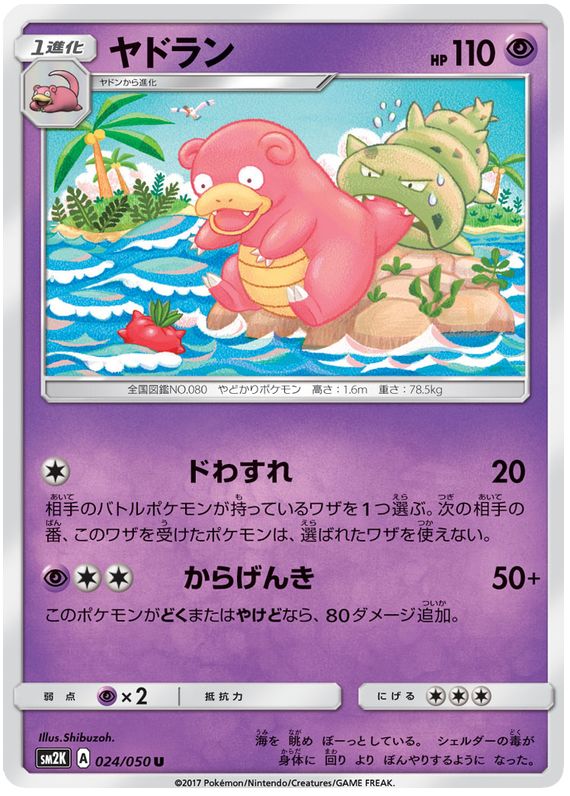 1進化 ヤドラン HP 110
ヤドンから進化
全国図鑑NO.080 やどかりポケモン 高さ：1.6m 重さ：78.5kg
ドわすれ 20
相手のバトルポケモンが持っているワザを1つ選ぶ。次の相手の
番、このワザを受けたポケモンは、選ばれたワザを使えない。
からげんき 50+
このポケモンがどくまたはやけどなら、80ダメージ追加。
弱点 ×2 抵抗力 にげる
Illus.Shibuzoh.
SM2K A 024/050 U
海を 眺め ぼーっとしている。 シェルダーの毒が
身体に 回り より ぼんやりするように なった。
©2017 Pokémon/Nintendo/Creatures/GAME FREAK.